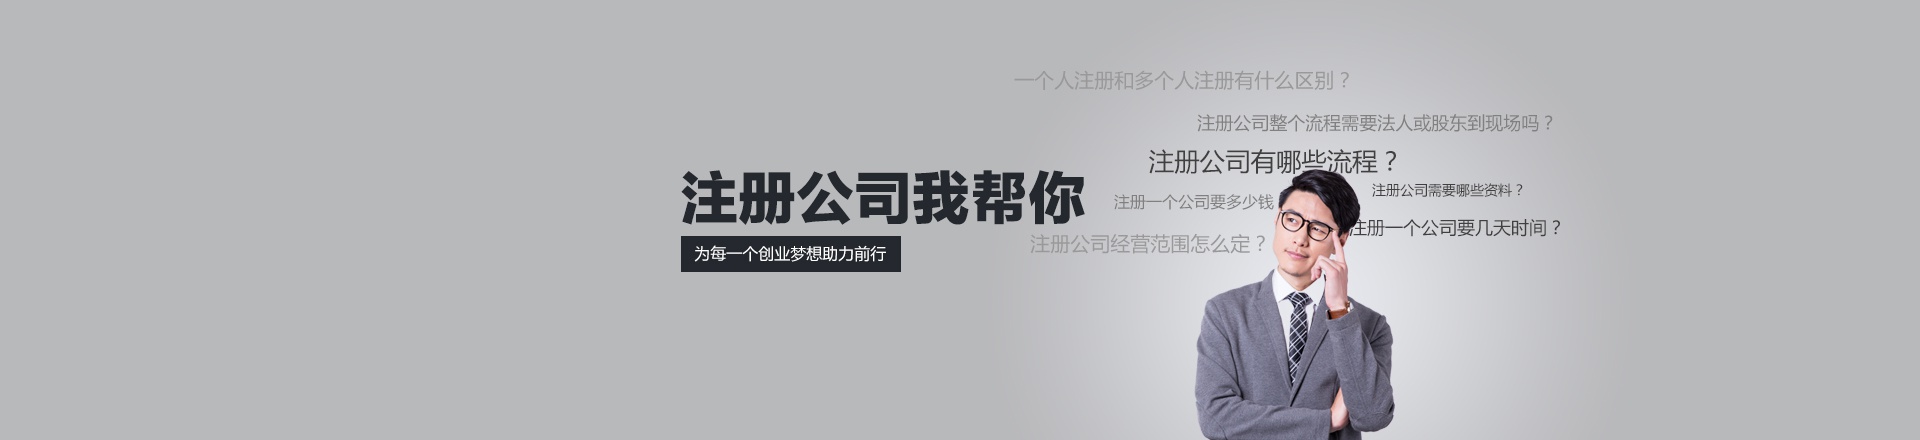 一个人注册和多个人注册有什么区别？
注册公司整个流程需要法人或股东到现场吗？
注册公司有哪些流程？
注册公司我帮你
注册公司需要哪些资料？
注册一个公司要多少钱
注册一个公司要几天时间？
注册公司经营范围怎么定？
为每一个创业梦想助力前行